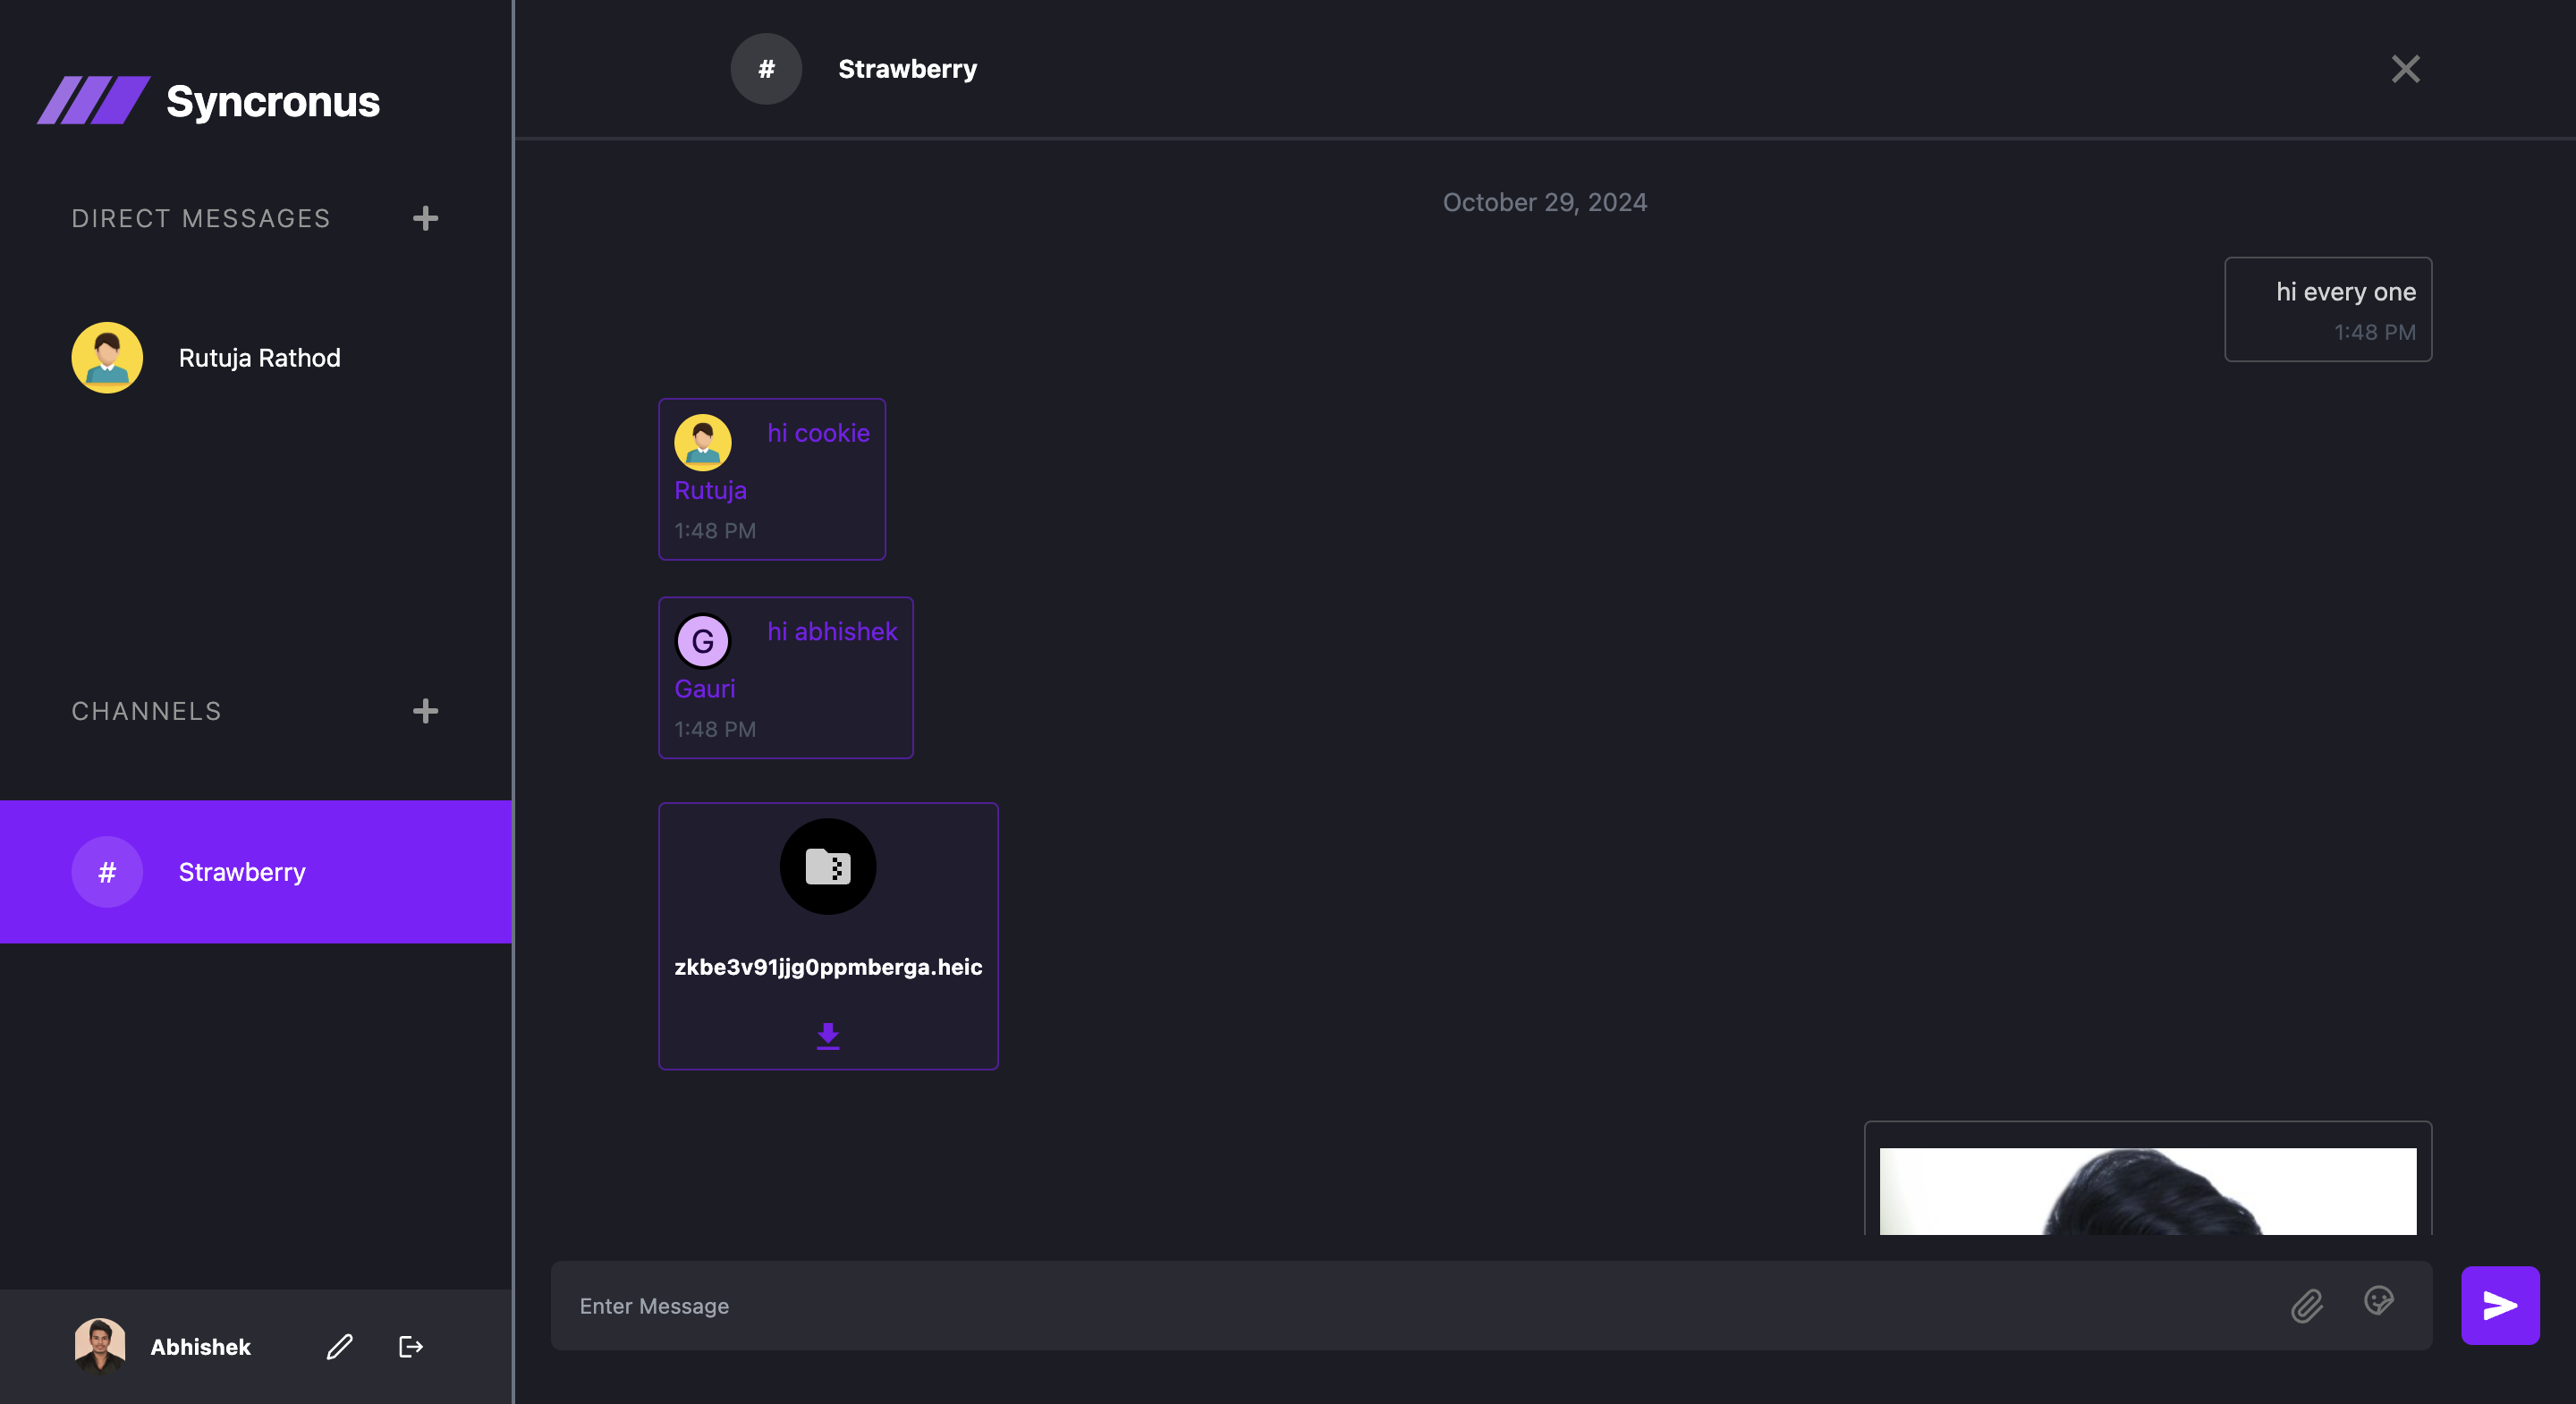 Syncronus
DIRECT MESSAGES
Rutuja Rathod
CHANNELS
# Strawberry
Abhishek
# Strawberry
October 29, 2024
hi every one
1:48 PM
hi cookie
Rutuja
1:48 PM
G hi abhishek
Gauri
1:48 PM
zkbe3v91jjg0ppmberga.heic
Enter Message